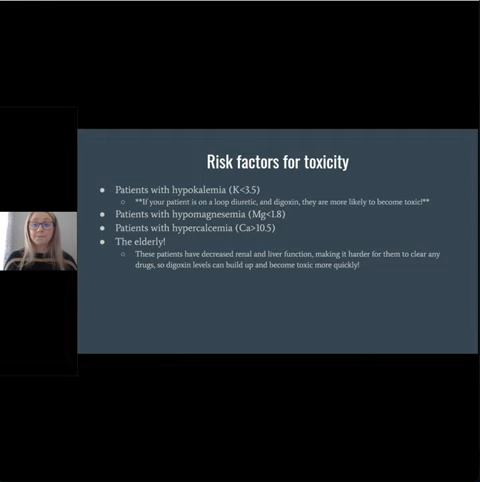 Risk factors for toxicity
● Patients with hypokalemia (K<3.5)
○ **If your patient is on a loop diuretic, and digoxin, they are more likely to become toxic!**
● Patients with hypomagnesemia (Mg<1.8)
● Patients with hypercalcemia (Ca>10.5)
● The elderly!
○ These patients have decreased renal and liver function, making it harder for them to clear any
drugs, so digoxin levels can build up and become toxic more quickly!